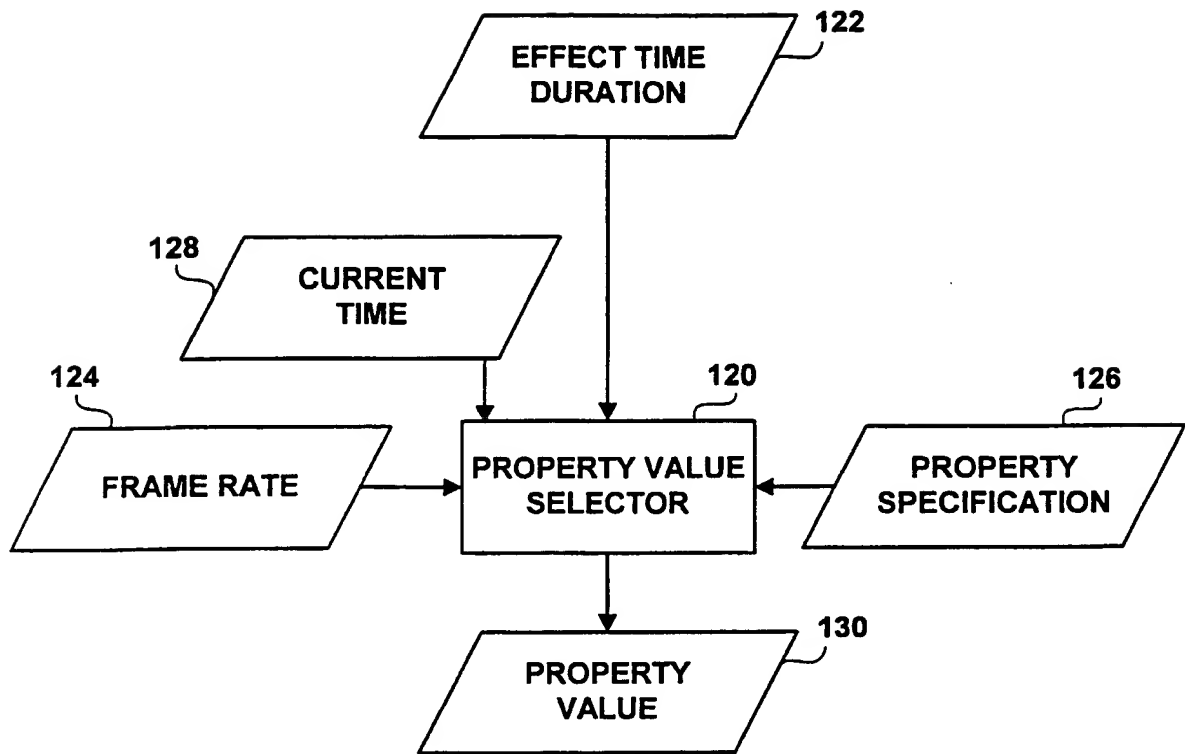 122
EFFECT TIME
DURATION
128
CURRENT
TIME
124
120
126
FRAME RATE
PROPERTY VALUE
SELECTOR
PROPERTY
SPECIFICATION
130
PROPERTY
VALUE